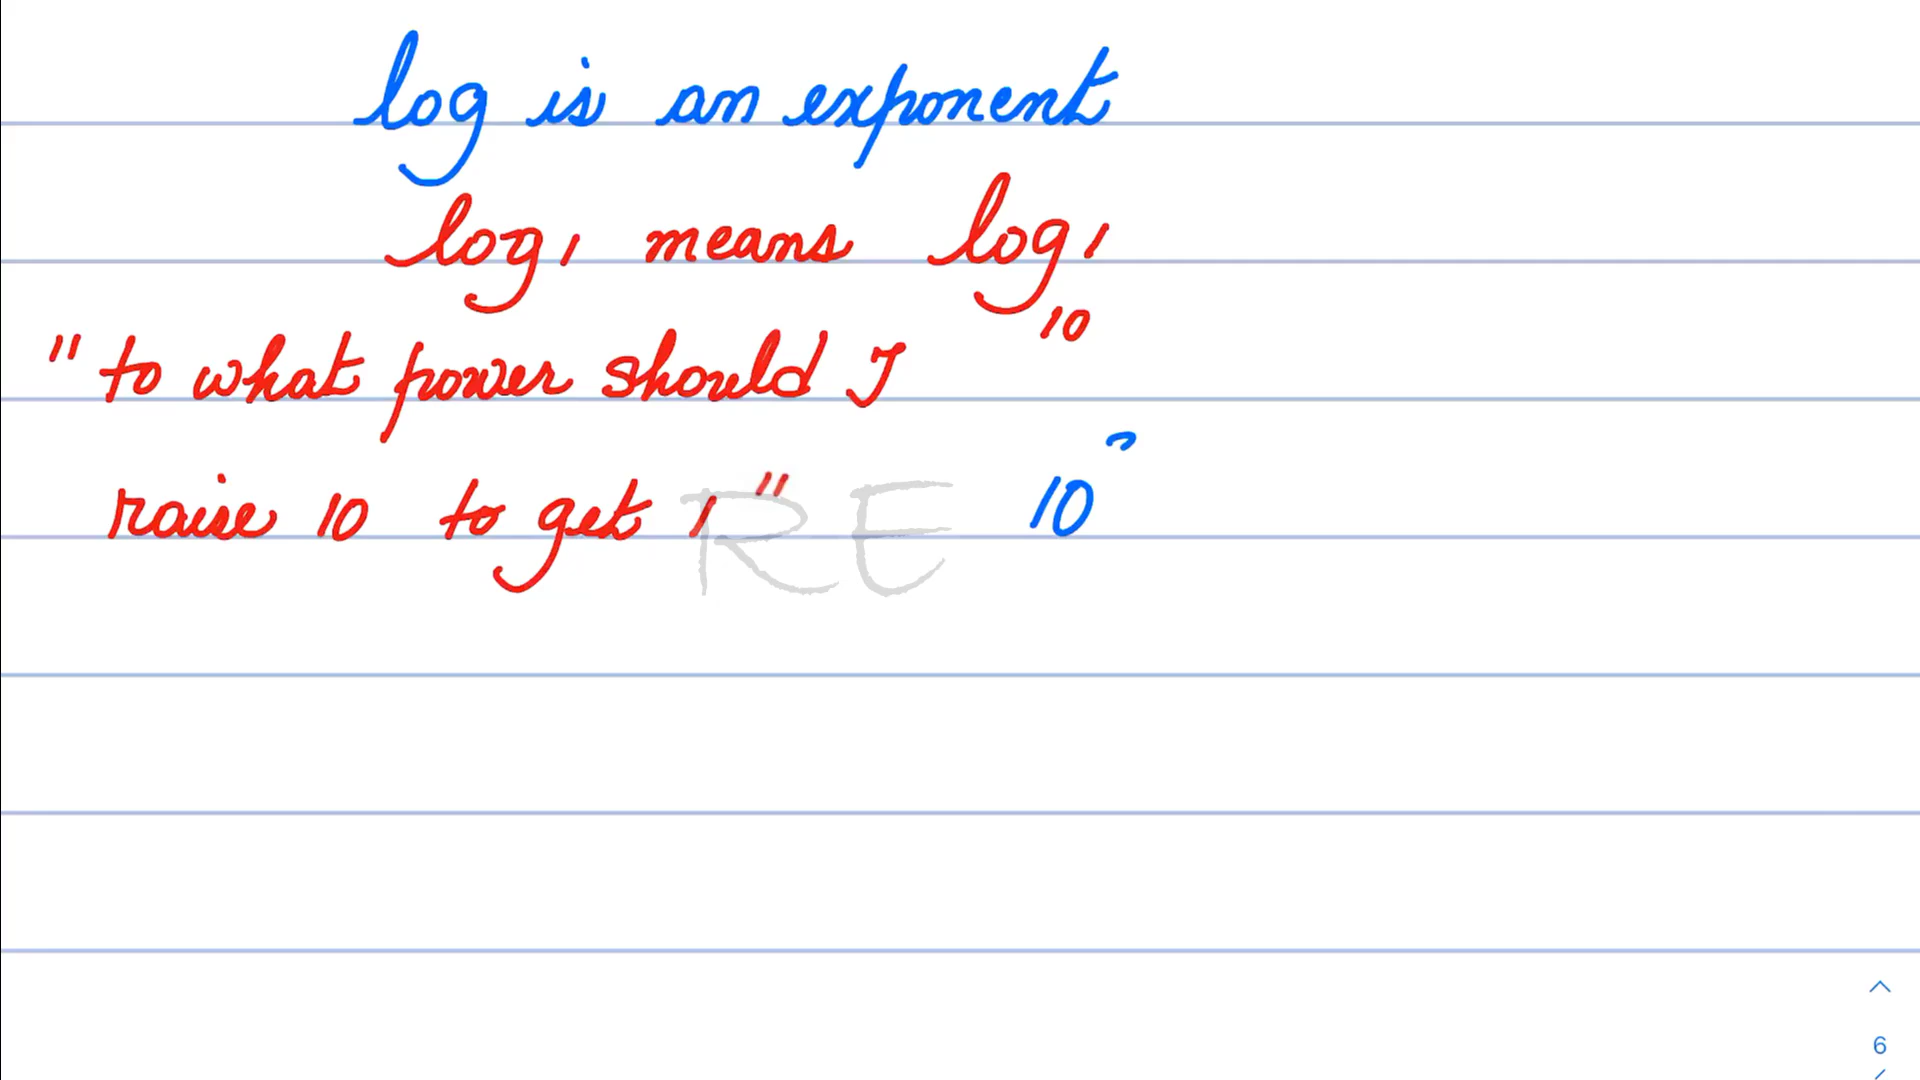 log is an exponent
log 1 means log₁₀ 1
"to what power should I
raise 10 to get 1" 10
RE
6